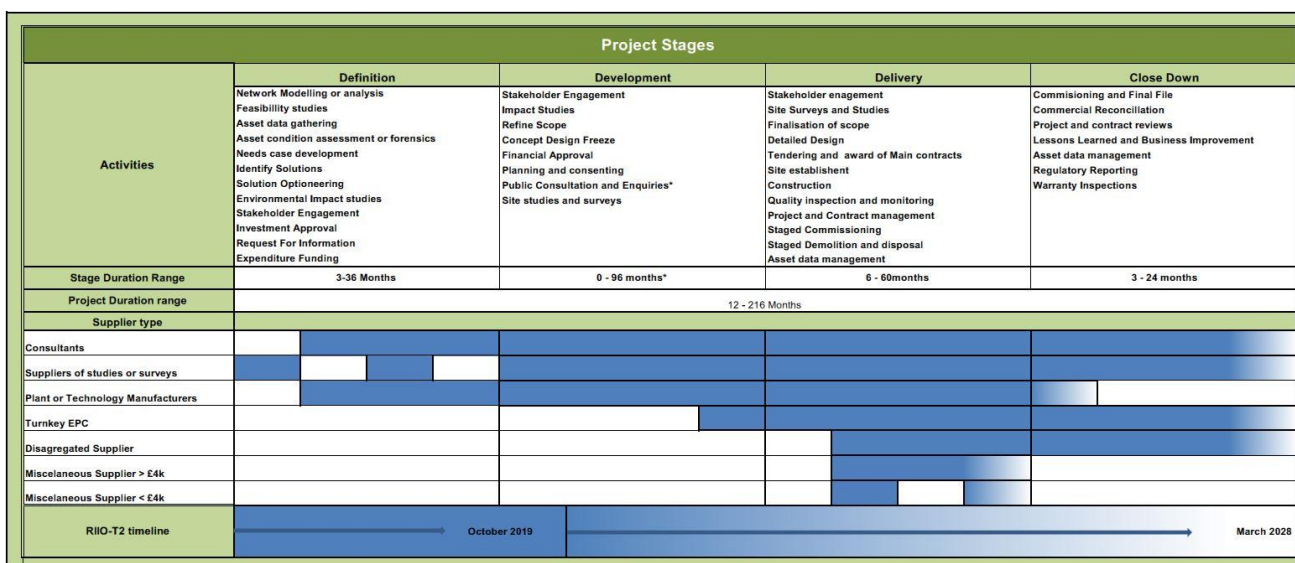 Project Stages
Activities
Definition
Development
Delivery
Close Down
Network Modelling or analysis
Feasibillity studies
Asset data gathering
Asset condition assessment or forensics
Needs case development
Identify Solutions
Solution Optioneering
Environmental Impact studies
Stakeholder Engagement
Investment Approval
Request For Information
Expenditure Funding
Stakeholder Engagement
Impact Studies
Refine Scope
Concept Design Freeze
Financial Approval
Planning and consenting
Public Consultation and Enquiries*
Site studies and surveys
Stakeholder enagement
Site Surveys and Studies
Finalisation of scope
Detailed Design
Tendering and award of Main contracts
Site establishent
Construction
Quality inspection and monitoring
Project and Contract management
Staged Commissioning
Staged Demolition and disposal
Asset data management
Commisioning and Final File
Commercial Reconciliation
Project and contract reviews
Lessons Learned and Business Improvement
Asset data management
Regulatory Reporting
Warranty Inspections
Stage Duration Range
3-36 Months
0 - 96 months*
6 - 60months
3 - 24 months
Project Duration range
12 - 216 Months
Supplier type
Consultants
Suppliers of studies or surveys
Plant or Technology Manufacturers
Turnkey EPC
Disagregated Supplier
Miscelaneous Supplier > £4k
Miscelaneous Supplier < £4k
RIIO-T2 timeline
October 2019
March 2028